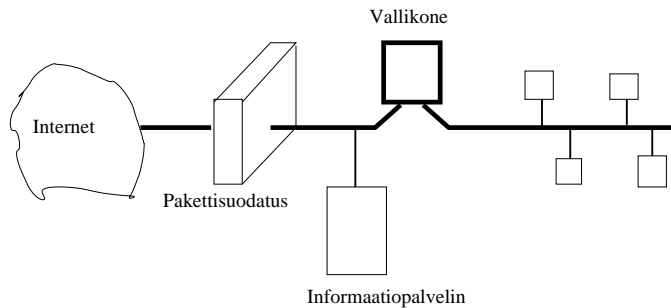 Vallikone
Internet
Pakettisuodatus
Informaatiopalvelin